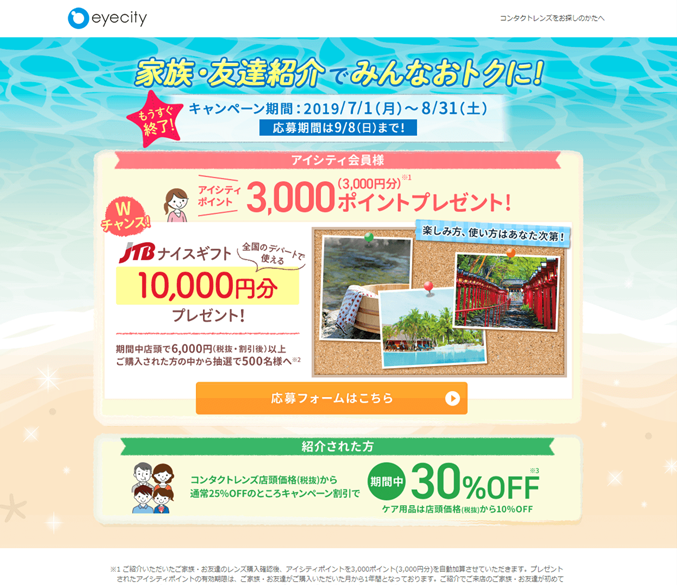 eyecity
コンタクトレンズをお探しのかたへ
家族・友達紹介でみんなおトクに！
もうすぐ
終了！
キャンペーン期間：2019/7/1（月）～8/31（土）
応募期間は9/8（日）まで！
アイシティ会員様
アイシティ
ポイント
3,000（3,000円分）※1
ポイントプレゼント！
W
チャンス！
楽しみ方、使い方はあなた次第！
JTBナイスギフト
全国のデパートで
使える
10,000円分
プレゼント！
期間中店頭で6,000円（税抜・割引後）以上
ご購入された方の中から抽選で500名様へ※2
応募フォームはこちら
紹介された方
コンタクトレンズ店頭価格（税抜）から
通常25%OFFのところキャンペーン割引で
期間中
30%OFF※3
ケア用品は店頭価格（税抜）から10%OFF
※1 ご紹介いただいたご家族・お友達のレンズ購入確認後、アイシティポイントを3,000ポイント(3,000円分)を自動加算させていただきます。プレゼント
されたアイシティポイントの有効期限は、ご家族・お友達がご購入いただいた月から1年間となっております。ご紹介でご来店のご家族・お友達が初めて